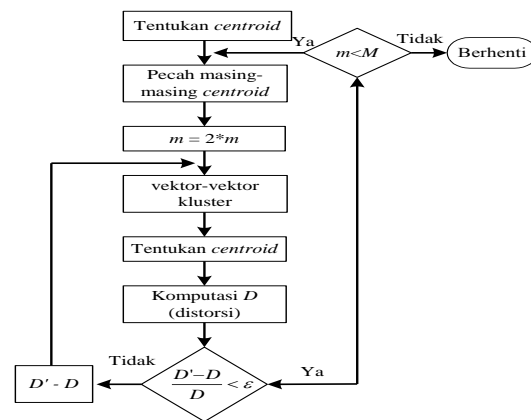 Tentukan centroid
Ya
m<M
Tidak
Berhenti
Pecah masing-
masing centroid
m = 2*m
vektor-vektor
kluster
Tentukan centroid
Komputasi D
(distorsi)
Tidak
D'–D
D
< ε
Ya
D' - D